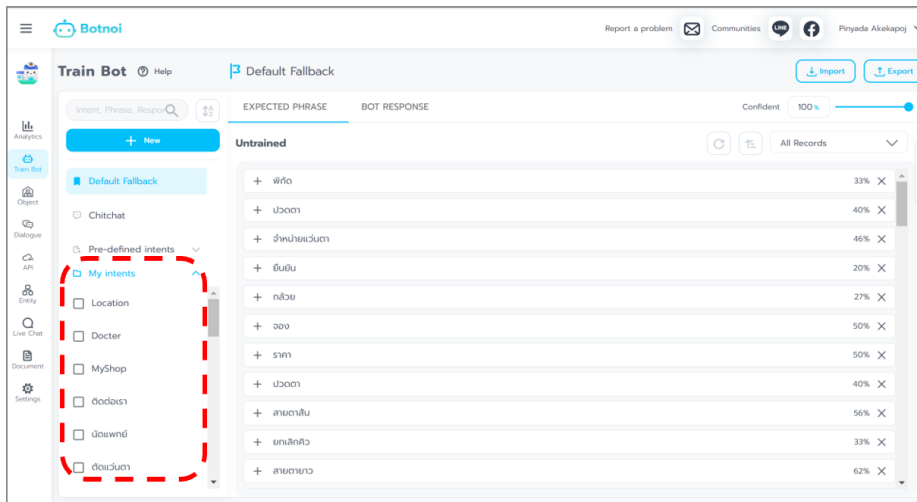 Botnoi
Report a problem
Communities
LINE
Pinyada Akekapoj
Train Bot
Help
Default Fallback
Import
Export
Intent, Phrase, Respor
EXPECTED PHRASE
BOT RESPONSE
Confident
100 %
Analytics
New
Untrained
All Records
Train Bot
Default Fallback
พิกัด
33%
Object
Chitchat
ปวดตา
40%
Dialogue
Pre-defined intents
จำหน่ายแว่นตา
46%
API
My intents
ยืนยัน
20%
Entity
Location
กล้วย
27%
Live Chat
Docter
จอง
50%
Document
MyShop
ราคา
50%
Settings
ติดต่อเรา
ปวดตา
40%
นัดแพทย์
สายตาสั้น
56%
ตัดแว่นตา
ยกเลิกคิว
33%
สายตายาว
62%